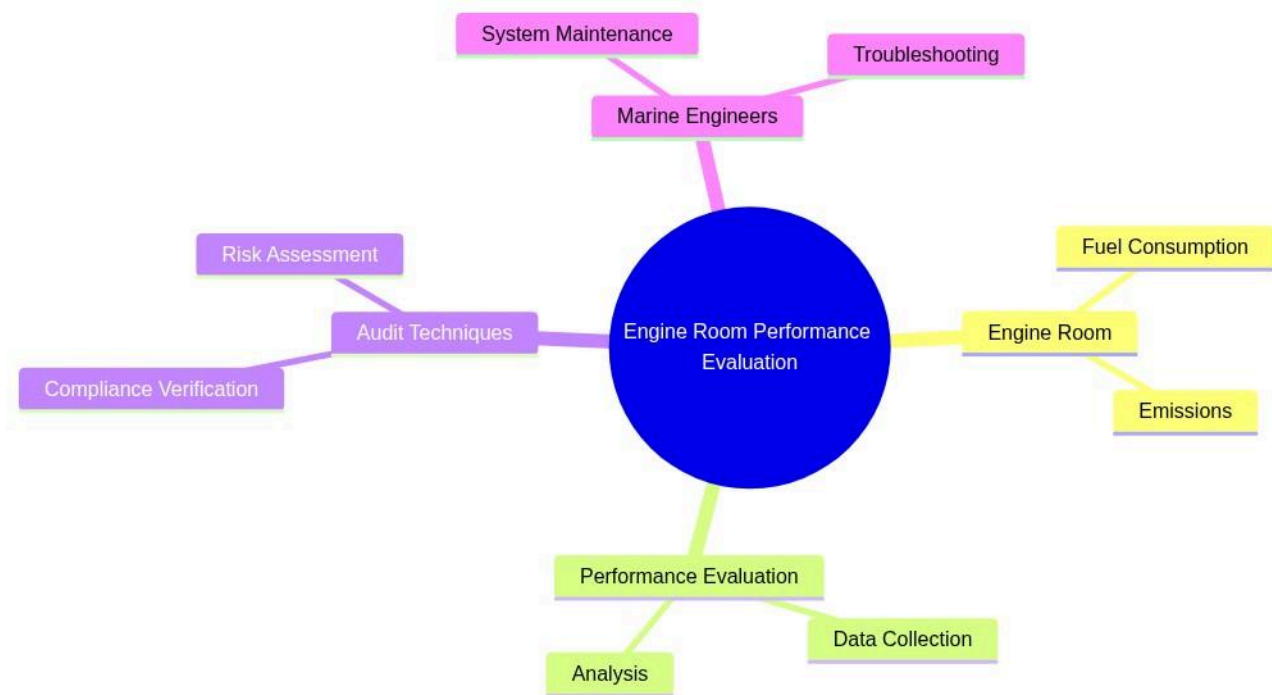 System Maintenance
Troubleshooting
Marine Engineers
Risk Assessment
Fuel Consumption
Audit Techniques
Engine Room Performance
Evaluation
Engine Room
Compliance Verification
Emissions
Performance Evaluation
Data Collection
Analysis